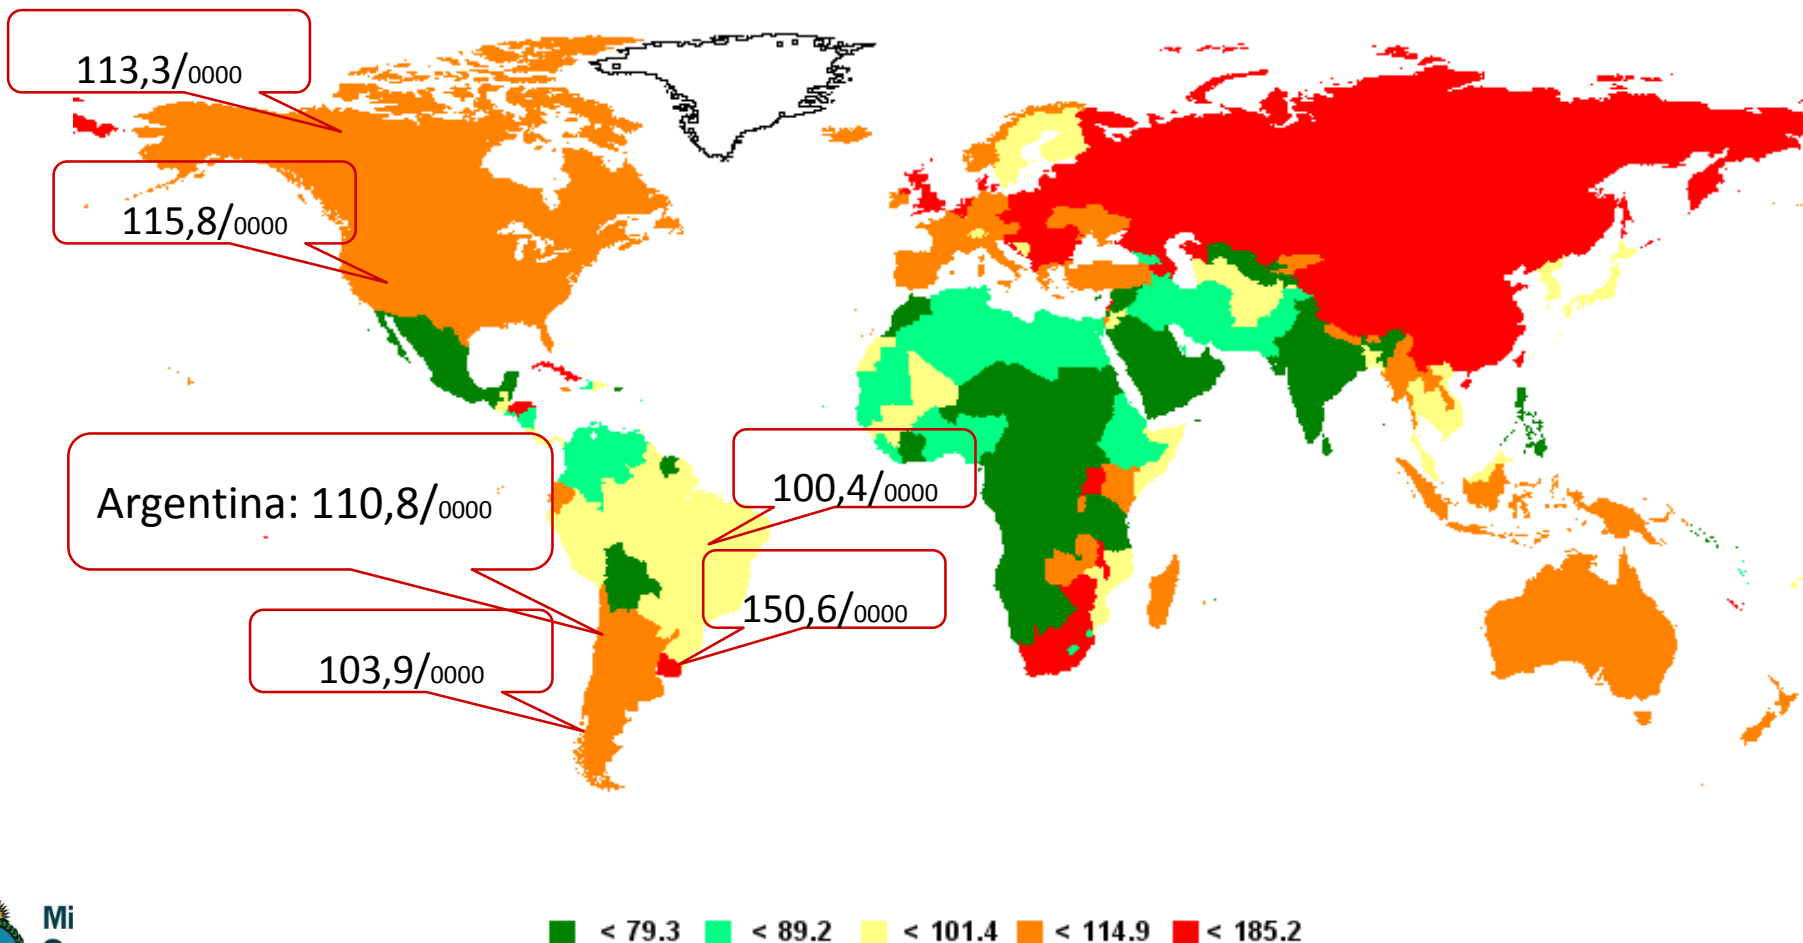 113,3/0000
115,8/0000
Argentina: 110,8/0000
100,4/0000
150,6/0000
103,9/0000
Mi
< 79.3 < 89.2 < 101.4 < 114.9 < 185.2